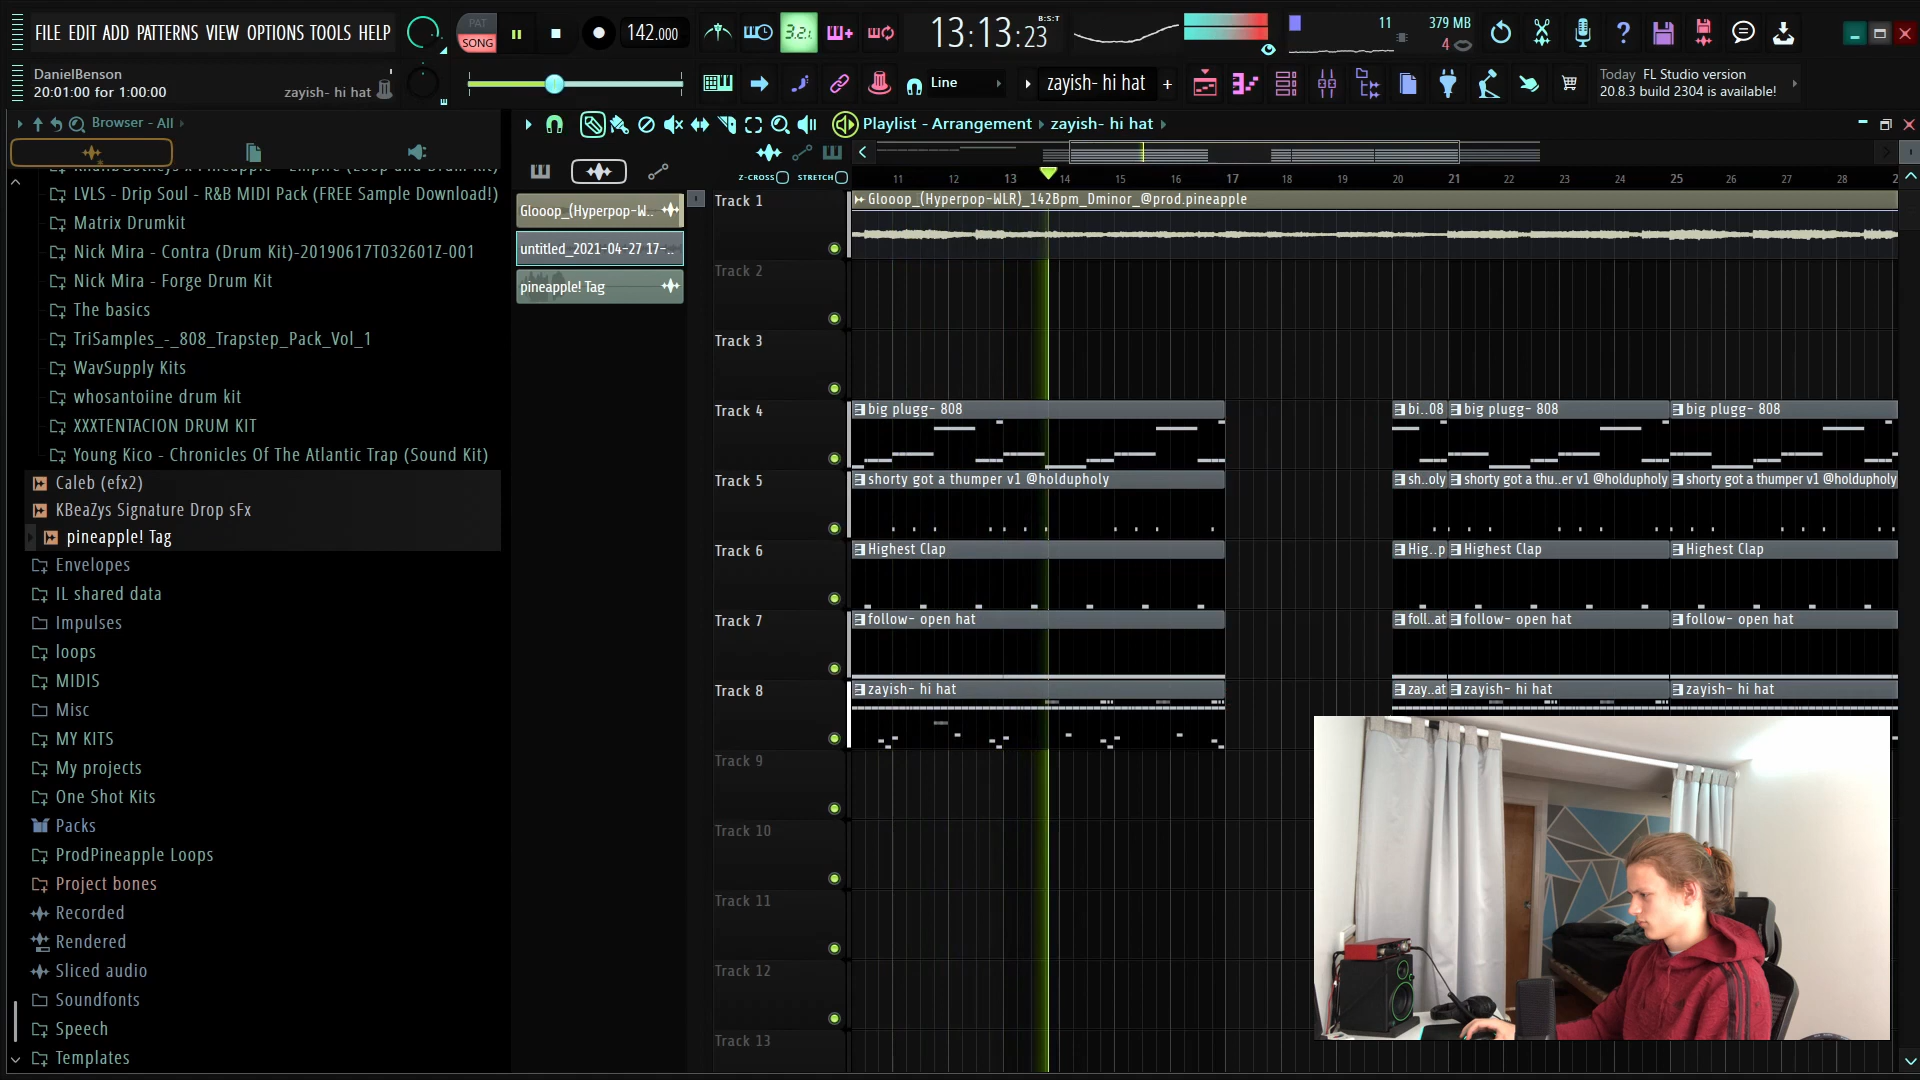 FILE EDIT ADD PATTERNS VIEW OPTIONS TOOLS HELP
PAT
SONG
142.000
3.2.1
13:13:23
B:S:T
11
379 MB
4
DanielBenson
20:01:00 for 1:00:00
zayish- hi hat
Line
zayish- hi hat
Today FL Studio version
20.8.3 build 2304 is available!
Browser - All
Playlist - Arrangement
zayish- hi hat
Z-CROSS
STRETCH
11 12 13 14 15 16 17 18 19 20 21 22 23 24 25 26 27 28
LVLS - Drip Soul - R&B MIDI Pack (FREE Sample Download!)
Matrix Drumkit
Nick Mira - Contra (Drum Kit)-20190617T032601Z-001
Nick Mira - Forge Drum Kit
The basics
TriSamples_-_808_Trapstep_Pack_Vol_1
WavSupply Kits
whosantoiine drum kit
XXXTENTACION DRUM KIT
Young Kico - Chronicles Of The Atlantic Trap (Sound Kit)
Caleb (efx2)
KBeaZys Signature Drop sFx
pineapple! Tag
Envelopes
IL shared data
Impulses
loops
MIDIS
Misc
MY KITS
My projects
One Shot Kits
Packs
ProdPineapple Loops
Project bones
Recorded
Rendered
Sliced audio
Soundfonts
Speech
Templates
Glooop_(Hyperpop-W..
untitled_2021-04-27 17-..
pineapple! Tag
Track 1
Glooop_(Hyperpop-WLR)_142Bpm_Dminor_@prod.pineapple
Track 2
Track 3
Track 4
big plugg- 808
bi..08
big plugg- 808
big plugg- 808
Track 5
shorty got a thumper v1 @holdupholy
sh..oly
shorty got a thu..er v1 @holdupholy
shorty got a thumper v1 @holdupholy
Track 6
Highest Clap
Hig..p
Highest Clap
Highest Clap
Track 7
follow- open hat
foll..at
follow- open hat
follow- open hat
Track 8
zayish- hi hat
zay..at
zayish- hi hat
zayish- hi hat
Track 9
Track 10
Track 11
Track 12
Track 13